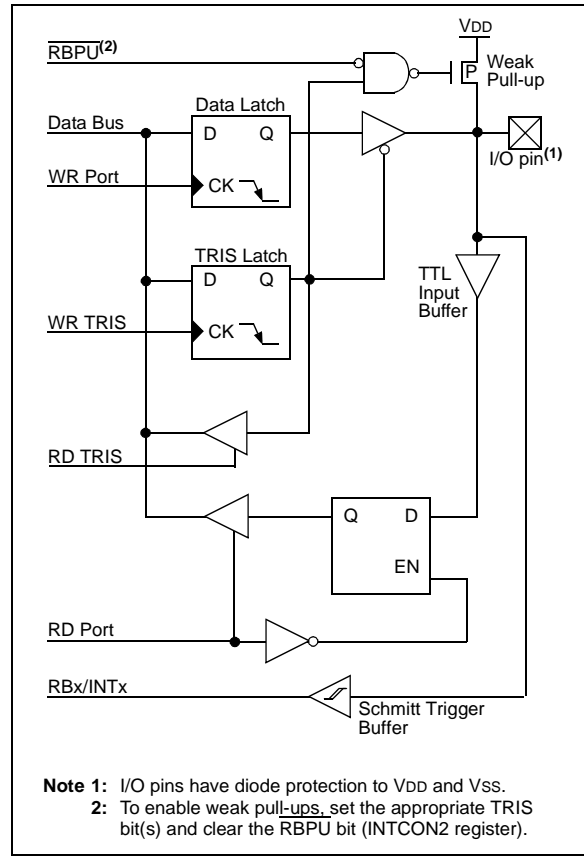 VDD
RBPU(2)
P
Weak
Pull-up
Data Latch
Data Bus
D Q
I/O pin(1)
WR Port
CK
TRIS Latch
D Q
TTL
Input
Buffer
WR TRIS
CK
RD TRIS
Q D
EN
RD Port
RBx/INTx
Schmitt Trigger
Buffer
Note 1: I/O pins have diode protection to VDD and VSS.
2: To enable weak pull-ups, set the appropriate TRIS
bit(s) and clear the RBPU bit (INTCON2 register).